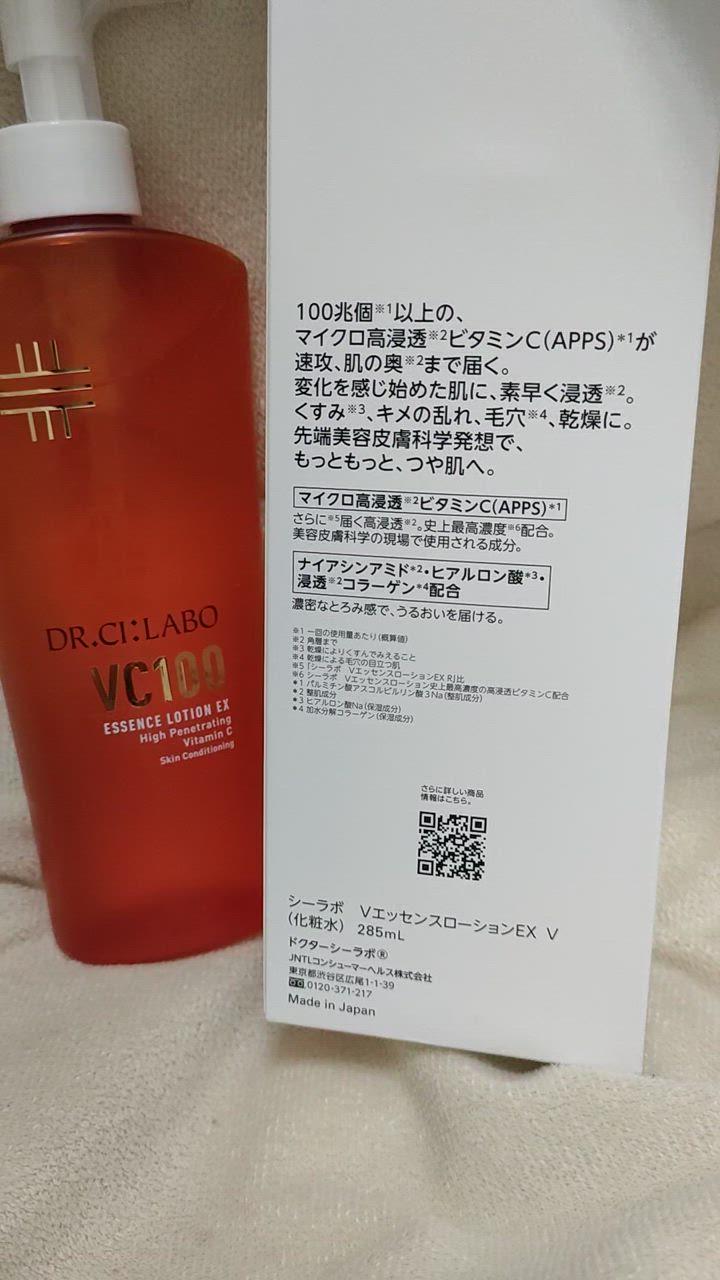 DR.CI:LABO
VC100
ESSENCE LOTION EX
High Penetrating
Vitamin C
Skin Conditioning
100兆個※1以上の、
マイクロ高浸透※2ビタミンC(APPS)*1が
速攻、肌の奥※2まで届く。
変化を感じ始めた肌に、素早く浸透※2。
くすみ※3、キメの乱れ、毛穴※4、乾燥に。
先端美容皮膚科学発想で、
もっともっと、つや肌へ。
マイクロ高浸透※2ビタミンC(APPS)*1
さらに※5届く高浸透※2。史上最高濃度※6配合。
美容皮膚科学の現場で使用される成分。
ナイアシンアミド*2・ヒアルロン酸*3・
浸透※2コラーゲン*4配合
濃密なとろみ感で、うるおいを届ける。
※1 一回の使用量あたり(概算値)
※2 角層まで
※3 乾燥によりくすんでみえること
※4 乾燥による毛穴の目立つ肌
※5 「シーラボ VエッセンスローションEX R」比
※6 シーラボ Vエッセンスローション史上最高濃度の高浸透ビタミンC配合
*1 パルミチン酸アスコルビルリン酸3Na(整肌成分)
*2 整肌成分
*3 ヒアルロン酸Na(保湿成分)
*4 加水分解コラーゲン(保湿成分)
さらに詳しい商品
情報はこちら。
シーラボ VエッセンスローションEX V
(化粧水) 285mL
ドクターシーラボ®
JNTLコンシューマーヘルス株式会社
東京都渋谷区広尾1-1-39
0120-371-217
Made in Japan